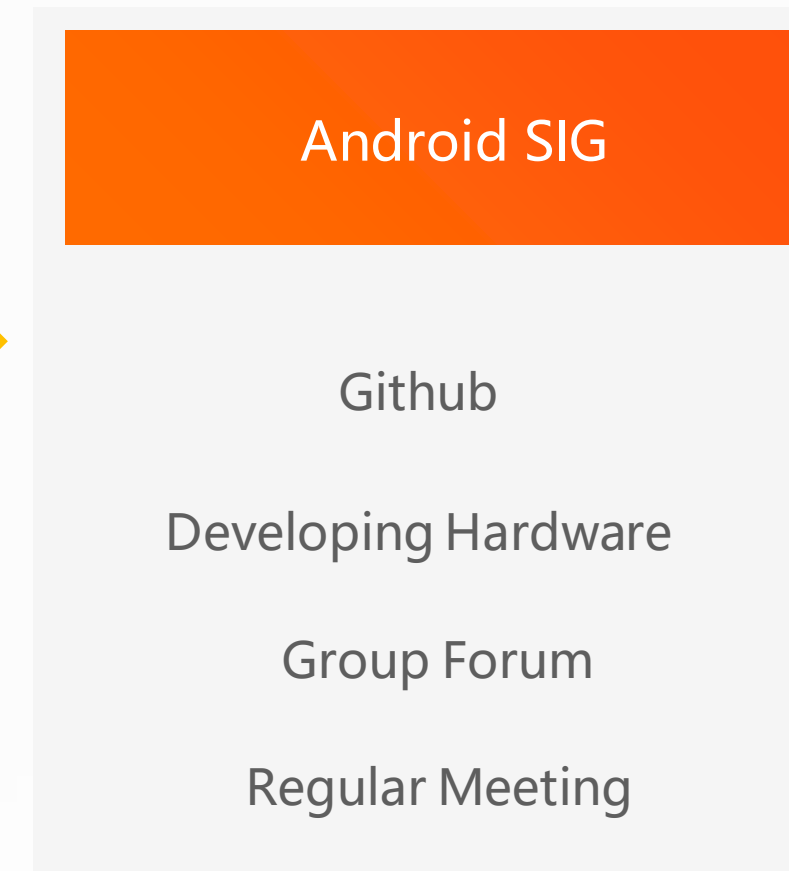 Android SIG
Github
Developing Hardware
Group Forum
Regular Meeting